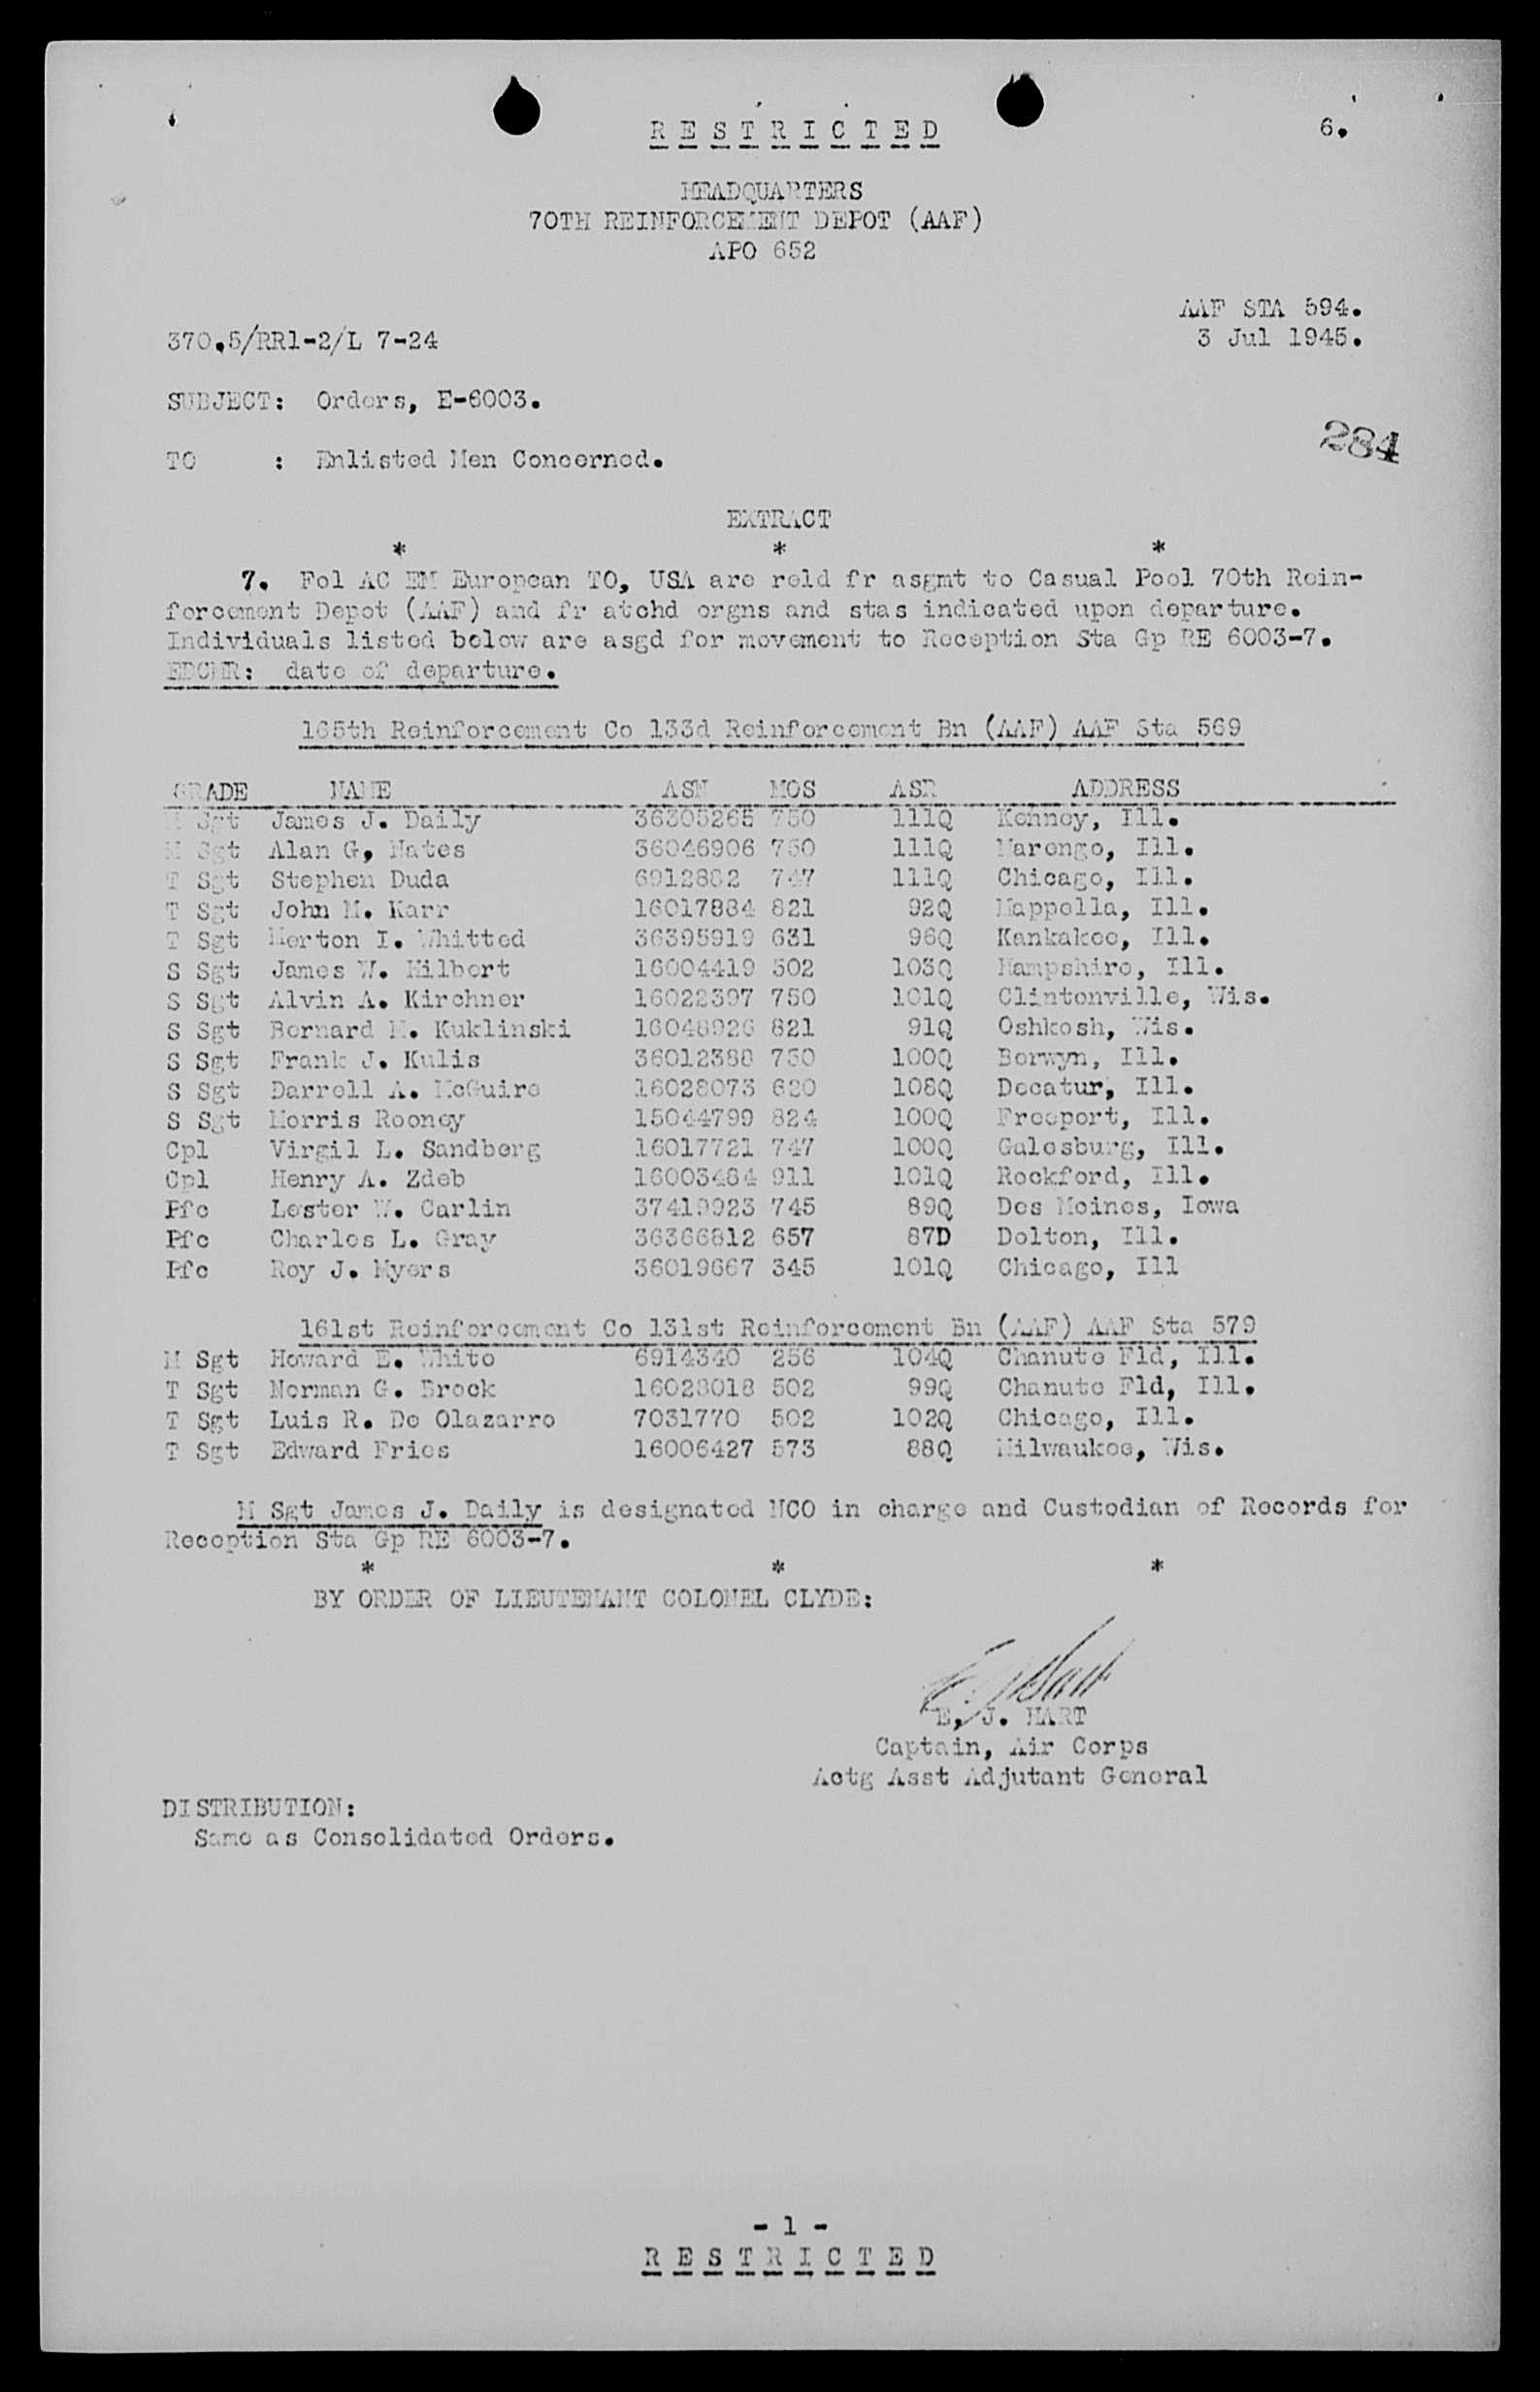 R E S T R I C T E D
6.
HEADQUARTERS
70TH REINFORCEMENT DEPOT (AAF)
APO 652
AAF STA 594.
370.5/RR1-2/L 7-24
3 Jul 1945.
SUBJECT: Orders, E-6003.
284
TO : Enlisted Men Concerned.
EXTRACT
* * *
7. Fol AC EM European TO, USA are reld fr asgmt to Casual Pool 70th Rein-
forcement Depot (AAF) and fr atchd orgns and stas indicated upon departure.
Individuals listed below are asgd for movement to Reception Sta Gp RE 6003-7.
EDCMR: date of departure.
165th Reinforcement Co 133d Reinforcement Bn (AAF) AAF Sta 569
GRADE NAME ASN MOS ASR ADDRESS
M Sgt James J. Daily 36305265 750 111Q Kenney, Ill.
M Sgt Alan G, Nates 36046906 750 111Q Marengo, Ill.
T Sgt Stephen Duda 6912882 747 111Q Chicago, Ill.
T Sgt John M. Karr 16017884 821 92Q Wappella, Ill.
T Sgt Merton I. Whitted 36395919 631 96Q Kankakee, Ill.
S Sgt James W. Hilbert 16004419 502 103Q Hampshire, Ill.
S Sgt Alvin A. Kirchner 16022397 750 101Q Clintonville, Wis.
S Sgt Bernard M. Kuklinski 16048926 821 91Q Oshkosh, Wis.
S Sgt Frank J. Kulis 36012388 750 100Q Berwyn, Ill.
S Sgt Darrell A. McGuire 16028073 620 108Q Decatur, Ill.
S Sgt Morris Rooney 15044799 824 100Q Freeport, Ill.
Cpl Virgil L. Sandberg 16017721 747 100Q Galesburg, Ill.
Cpl Henry A. Zdeb 16003484 911 101Q Rockford, Ill.
Pfc Lester W. Carlin 37419923 745 89Q Des Moines, Iowa
Pfc Charles L. Gray 36366812 657 87D Dolton, Ill.
Pfc Roy J. Myers 36019667 345 101Q Chicago, Ill
161st Reinforcement Co 131st Reinforcement Bn (AAF) AAF Sta 579
M Sgt Howard E. White 6914340 256 104Q Chanute Fld, Ill.
T Sgt Norman G. Brock 16028018 502 99Q Chanute Fld, Ill.
T Sgt Luis R. De Olazarro 7031770 502 102Q Chicago, Ill.
T Sgt Edward Fries 16006427 573 88Q Milwaukee, Wis.
M Sgt James J. Daily is designated NCO in charge and Custodian of Records for
Reception Sta Gp RE 6003-7.
* * *
BY ORDER OF LIEUTENANT COLONEL CLYDE:
E. J. HART
Captain, Air Corps
Actg Asst Adjutant General
DISTRIBUTION:
Same as Consolidated Orders.
- 1 -
R E S T R I C T E D